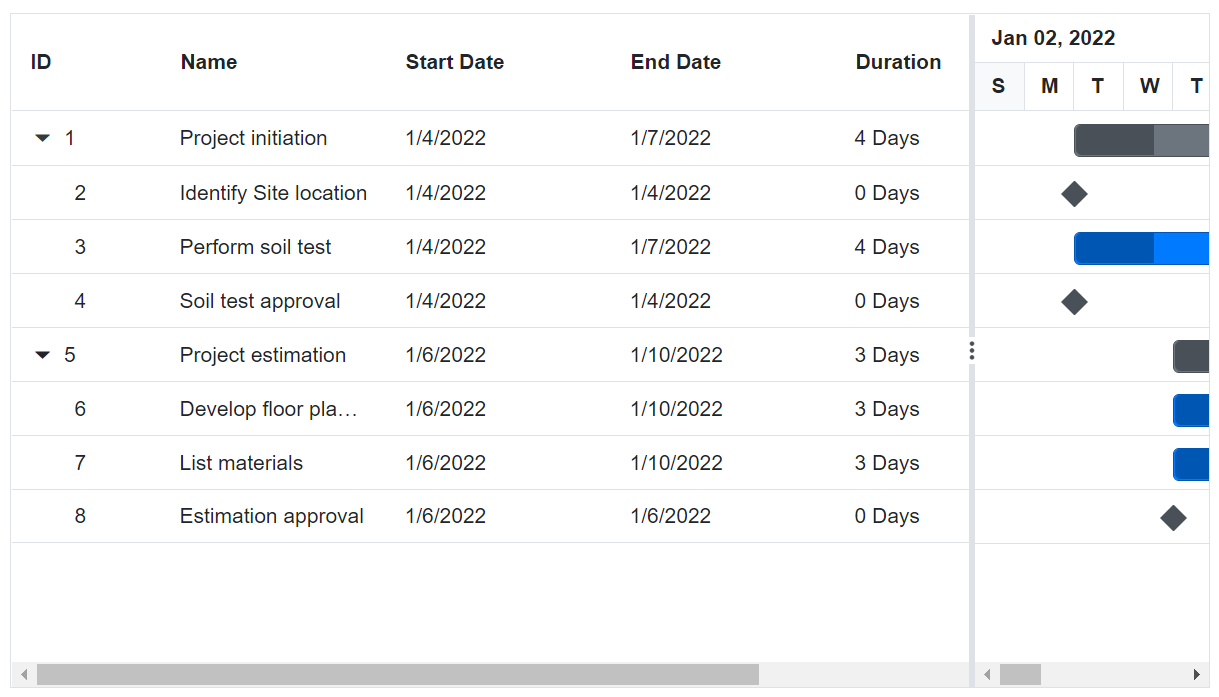 ID Name Start Date End Date Duration Jan 02, 2022
S M T W T
1 Project initiation 1/4/2022 1/7/2022 4 Days
2 Identify Site location 1/4/2022 1/4/2022 0 Days
3 Perform soil test 1/4/2022 1/7/2022 4 Days
4 Soil test approval 1/4/2022 1/4/2022 0 Days
5 Project estimation 1/6/2022 1/10/2022 3 Days
6 Develop floor pla… 1/6/2022 1/10/2022 3 Days
7 List materials 1/6/2022 1/10/2022 3 Days
8 Estimation approval 1/6/2022 1/6/2022 0 Days